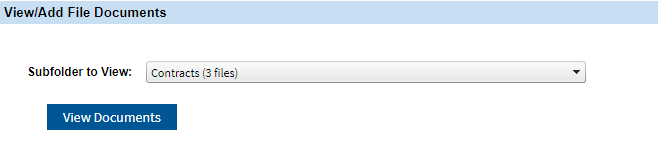 View/Add File Documents
Subfolder to View: Contracts (3 files)
View Documents